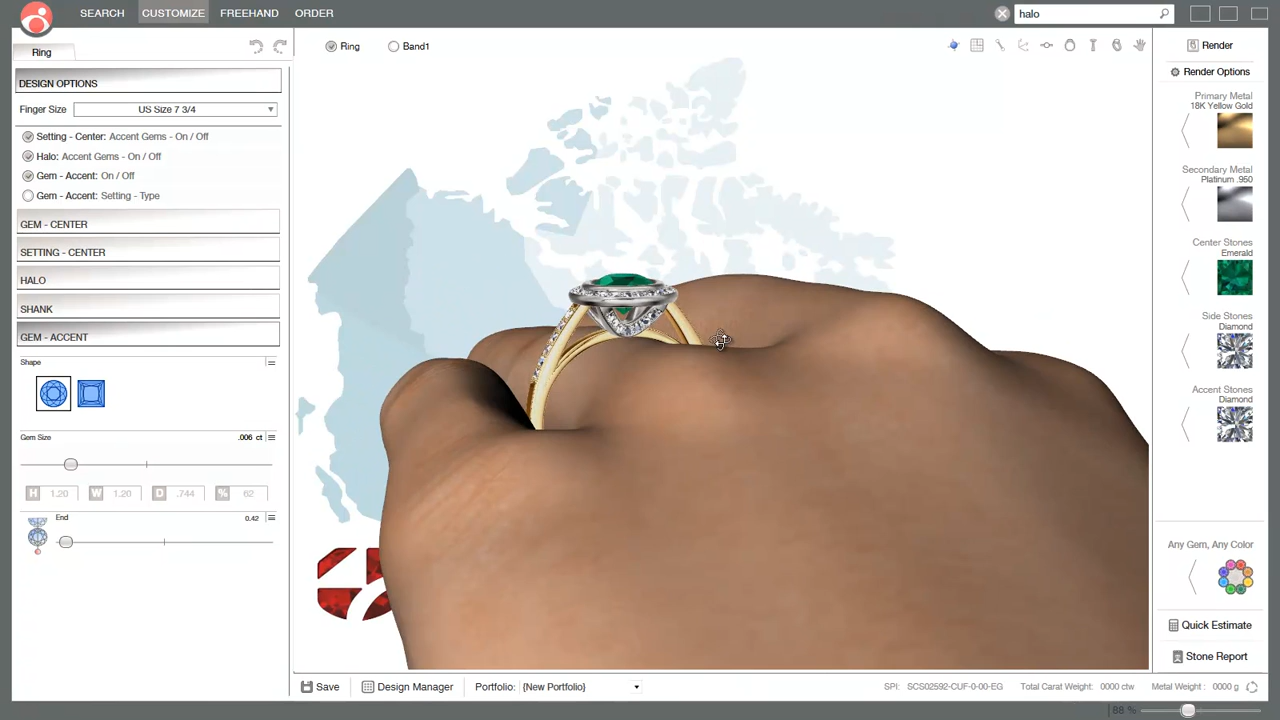 SEARCH CUSTOMIZE FREEHAND ORDER halo
Ring
Ring Band1
Render
DESIGN OPTIONS
Render Options
Finger Size US Size 7 3/4
Primary Metal
18K Yellow Gold
Setting - Center: Accent Gems - On / Off
Halo: Accent Gems - On / Off
Gem - Accent: On / Off
Gem - Accent: Setting - Type
Secondary Metal
Platinum .950
GEM - CENTER
SETTING - CENTER
Center Stones
Emerald
HALO
SHANK
Side Stones
Diamond
GEM - ACCENT
Shape
Accent Stones
Diamond
Gem Size .006 ct
H 1.20 W 1.20 D .744 % 62
End 0.42
Any Gem, Any Color
Quick Estimate
Stone Report
Save Design Manager Portfolio: {New Portfolio} SPI: SCS02592-CUF-0-00-EG Total Carat Weight: 0000 ctw Metal Weight: 0000 g
88 %